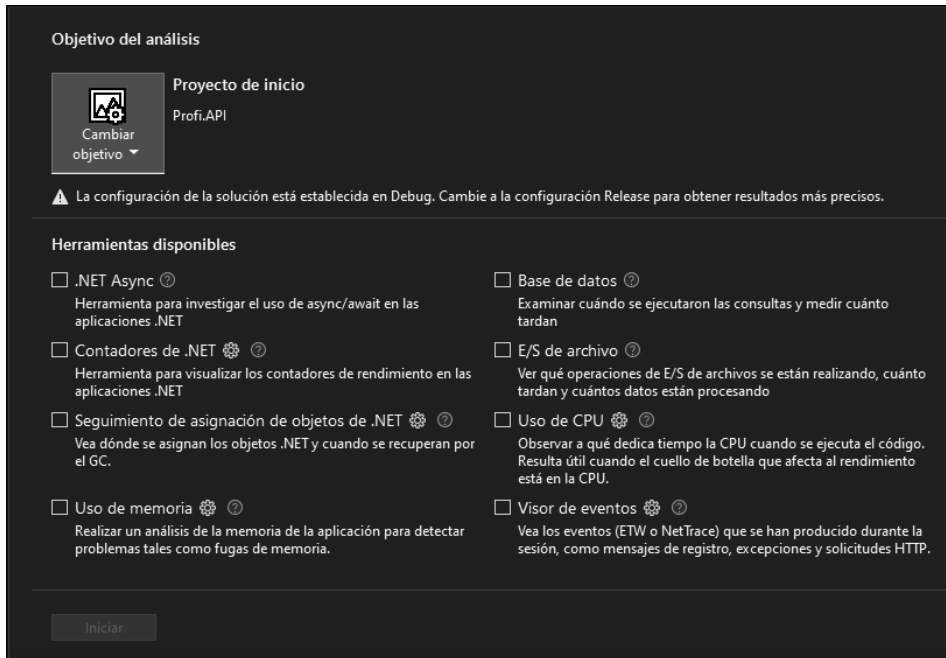 Objetivo del análisis
Cambiar
objetivo
Proyecto de inicio
Profi.API
La configuración de la solución está establecida en Debug. Cambie a la configuración Release para obtener resultados más precisos.
Herramientas disponibles
.NET Async
Herramienta para investigar el uso de async/await en las
aplicaciones .NET
Contadores de .NET
Herramienta para visualizar los contadores de rendimiento en las
aplicaciones .NET
Seguimiento de asignación de objetos de .NET
Vea dónde se asignan los objetos .NET y cuando se recuperan por
el GC.
Uso de memoria
Realizar un análisis de la memoria de la aplicación para detectar
problemas tales como fugas de memoria.
Base de datos
Examinar cuándo se ejecutaron las consultas y medir cuánto
tardan
E/S de archivo
Ver qué operaciones de E/S de archivos se están realizando, cuánto
tardan y cuántos datos están procesando
Uso de CPU
Observar a qué dedica tiempo la CPU cuando se ejecuta el código.
Resulta útil cuando el cuello de botella que afecta al rendimiento
está en la CPU.
Visor de eventos
Vea los eventos (ETW o NetTrace) que se han producido durante la
sesión, como mensajes de registro, excepciones y solicitudes HTTP.
Iniciar